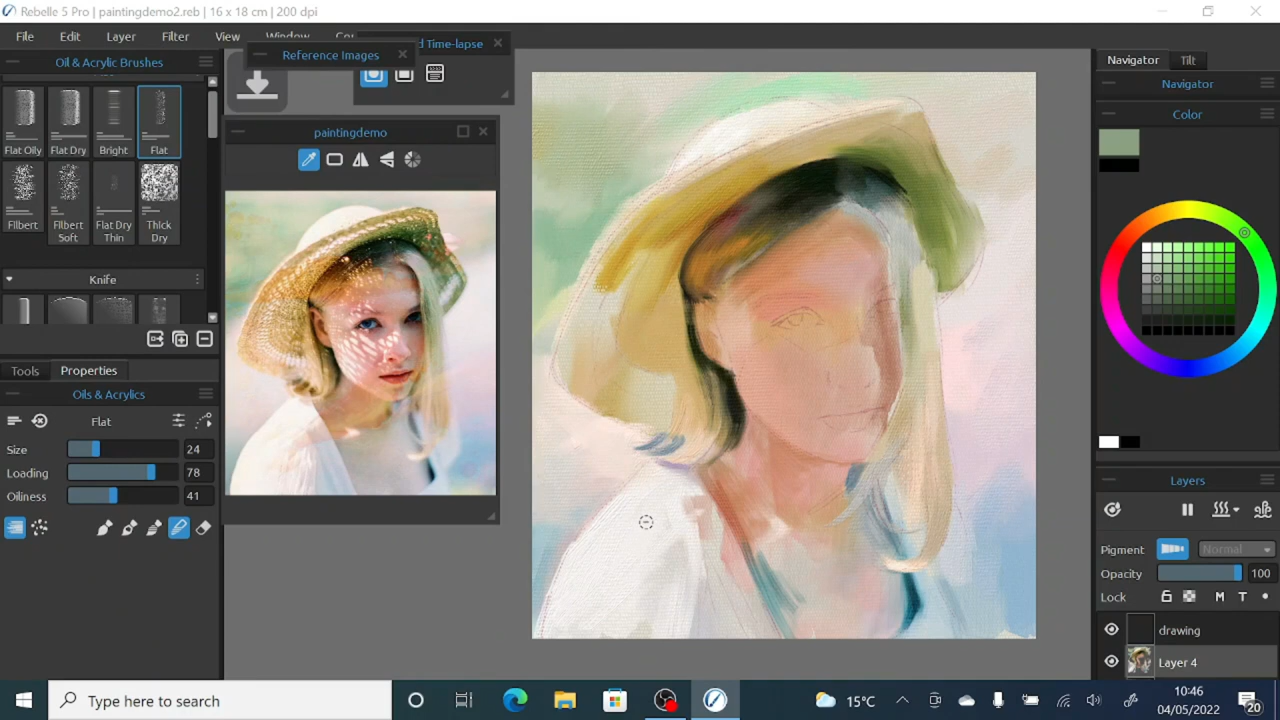 Rebelle 5 Pro | paintingdemo2.reb | 16 x 18 cm | 200 dpi
File Edit Layer Filter View Window
d Time-lapse
Reference Images
Oil & Acrylic Brushes
Navigator Tilt
Navigator
Color
paintingdemo
Flat Oily Flat Dry Bright Flat
Filbert Filbert Soft Flat Dry Thin Thick Dry
Knife
Tools Properties
Oils & Acrylics
Flat
Size 24
Loading 78
Oiliness 41
Layers
Pigment Normal
Opacity 100
Lock M T
drawing
Layer 4
Type here to search
15°C
10:46
04/05/2022
20